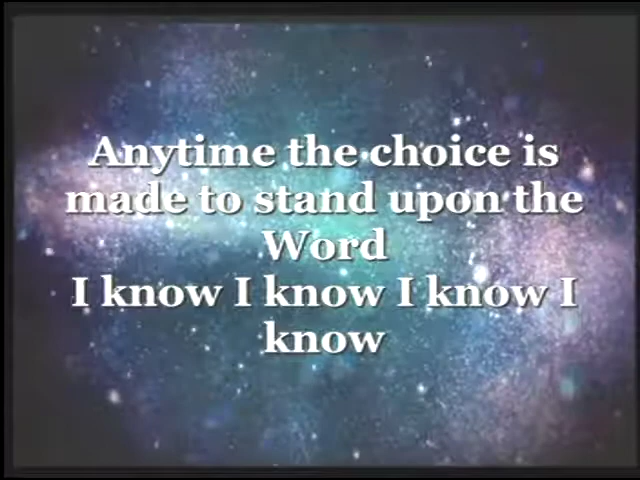 Anytime the choice is
made to stand upon the
Word
I know I know I know I
know